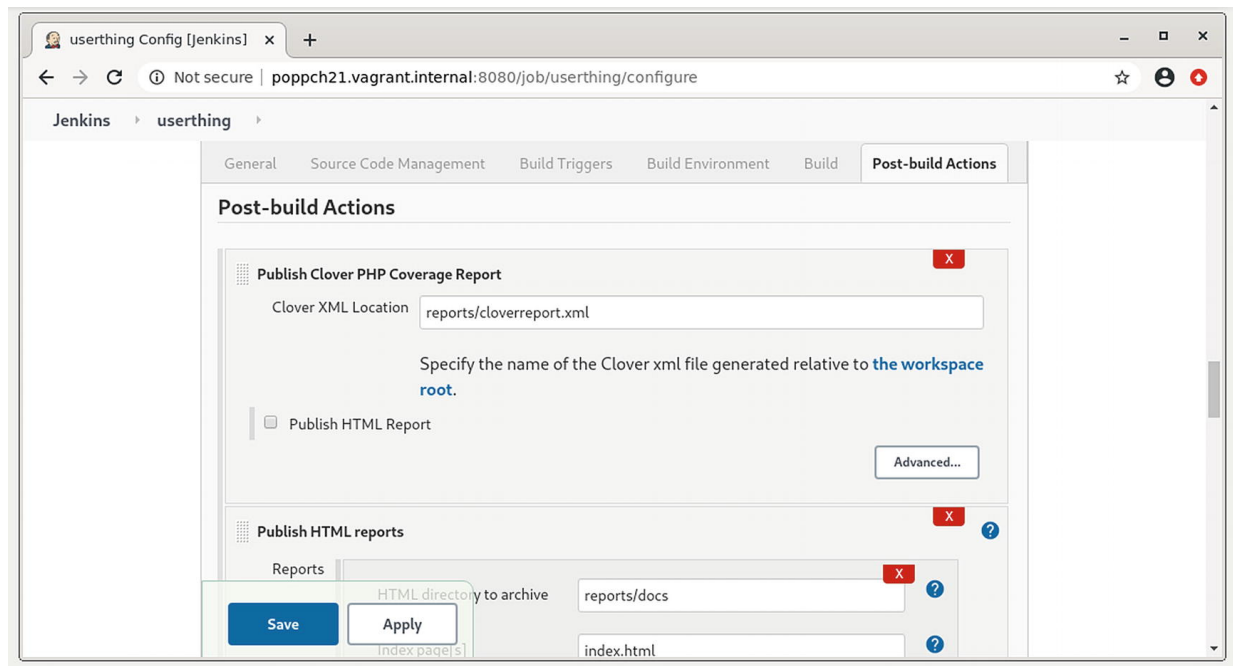 userthing Config [Jenkins] × +
Not secure | poppch21.vagrant.internal:8080/job/userthing/configure
Jenkins userthing
General Source Code Management Build Triggers Build Environment Build Post-build Actions
Post-build Actions
X
Publish Clover PHP Coverage Report
Clover XML Location reports/cloverreport.xml
Specify the name of the Clover xml file generated relative to the workspace
root.
Publish HTML Report
Advanced...
X
Publish HTML reports ?
Reports
X
HTML directory to archive reports/docs ?
Save Apply
Index page[s] index.html ?